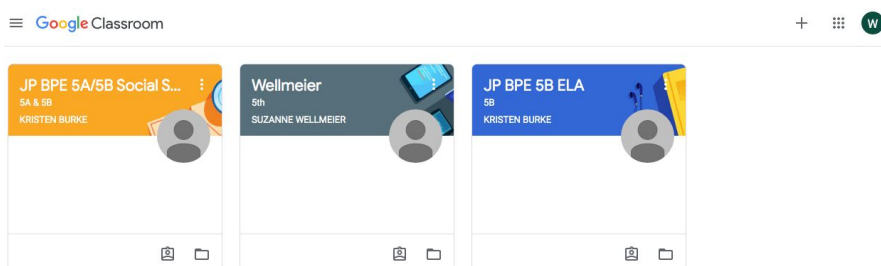 Google Classroom
W
JP BPE 5A/5B Social S...
5A & 5B
KRISTEN BURKE
Wellmeier
5th
SUZANNE WELLMEIER
JP BPE 5B ELA
5B
KRISTEN BURKE